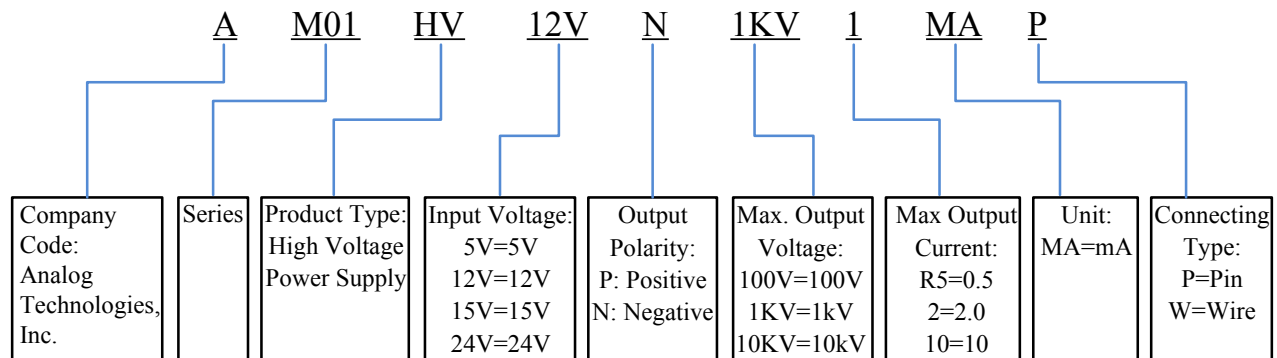 A M01 HV 12V N 1KV 1 MA P
Company
Code:
Analog
Technologies,
Inc.
Series
Product Type:
High Voltage
Power Supply
Input Voltage:
5V=5V
12V=12V
15V=15V
24V=24V
Output
Polarity:
P: Positive
N: Negative
Max. Output
Voltage:
100V=100V
1KV=1kV
10KV=10kV
Max Output
Current:
R5=0.5
2=2.0
10=10
Unit:
MA=mA
Connecting
Type:
P=Pin
W=Wire